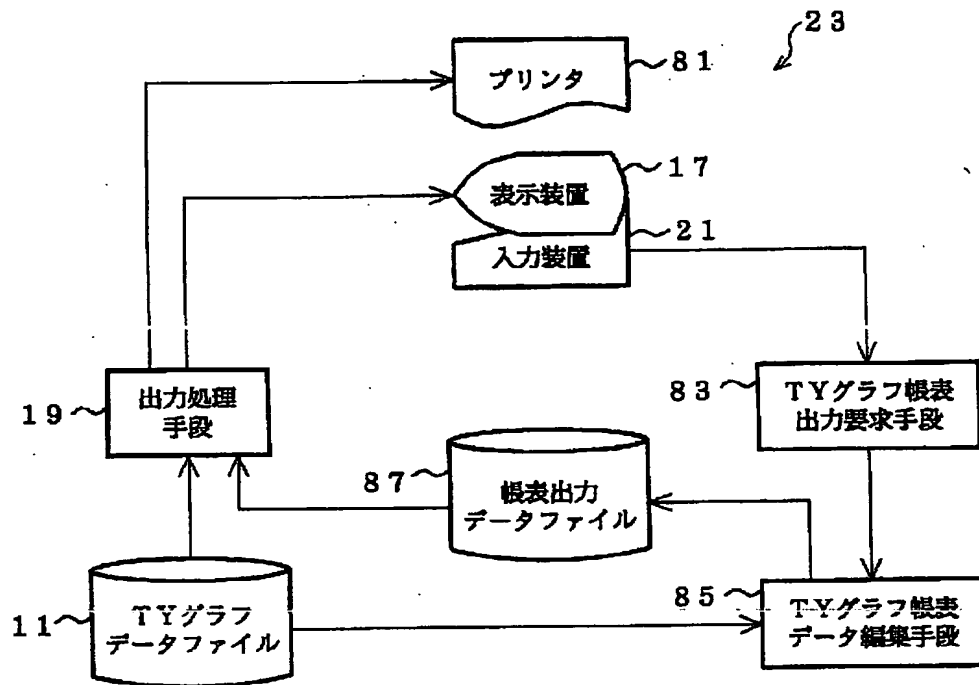 ２３
プリンタ
８１
表示装置
１７
入力装置
２１
出力処理
手段
１９
ＴＹグラフ帳表
出力要求手段
８３
帳表出力
データファイル
８７
ＴＹグラフ
データファイル
１１
ＴＹグラフ帳表
データ編集手段
８５